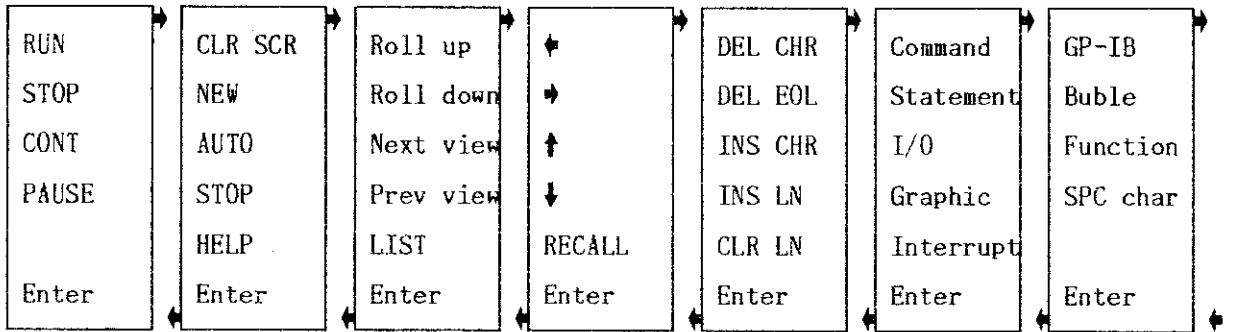 RUN
STOP
CONT
PAUSE
Enter
CLR SCR
NEW
AUTO
STOP
HELP
Enter
Roll up
Roll down
Next view
Prev view
LIST
Enter
←
→
↑
↓
RECALL
Enter
DEL CHR
DEL EOL
INS CHR
INS LN
CLR LN
Enter
Command
Statement
I/O
Graphic
Interrupt
Enter
GP-IB
Buble
Function
SPC char
Enter